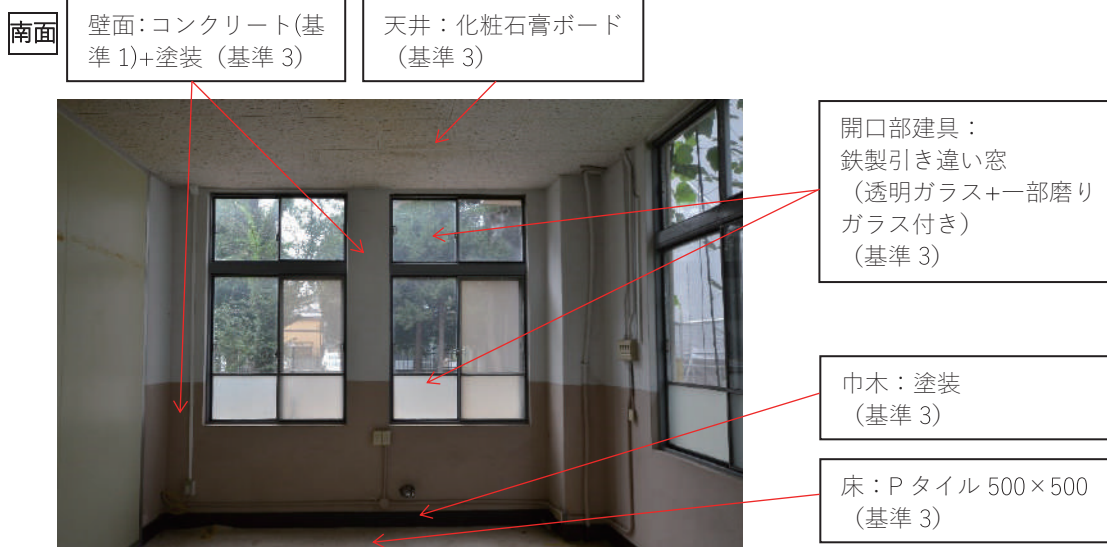 南面
壁面：コンクリート(基
準 1)+塗装（基準 3）
天井：化粧石膏ボード
（基準 3）
開口部建具：
鉄製引き違い窓
（透明ガラス+一部磨り
ガラス付き）
（基準 3）
巾木：塗装
（基準 3）
床：P タイル 500×500
（基準 3）